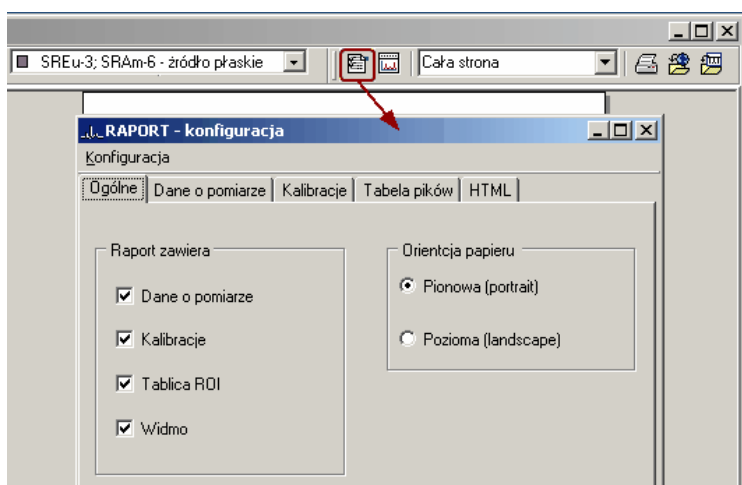 SREu-3; SRAm-6 - źródło płaskie
Cała strona
RAPORT - konfiguracja
Konfiguracja
Ogólne
Dane o pomiarze
Kalibracje
Tabela pików
HTML
Raport zawiera
Dane o pomiarze
Kalibracje
Tablica ROI
Widmo
Orientcja papieru
Pionowa (portrait)
Pozioma (landscape)